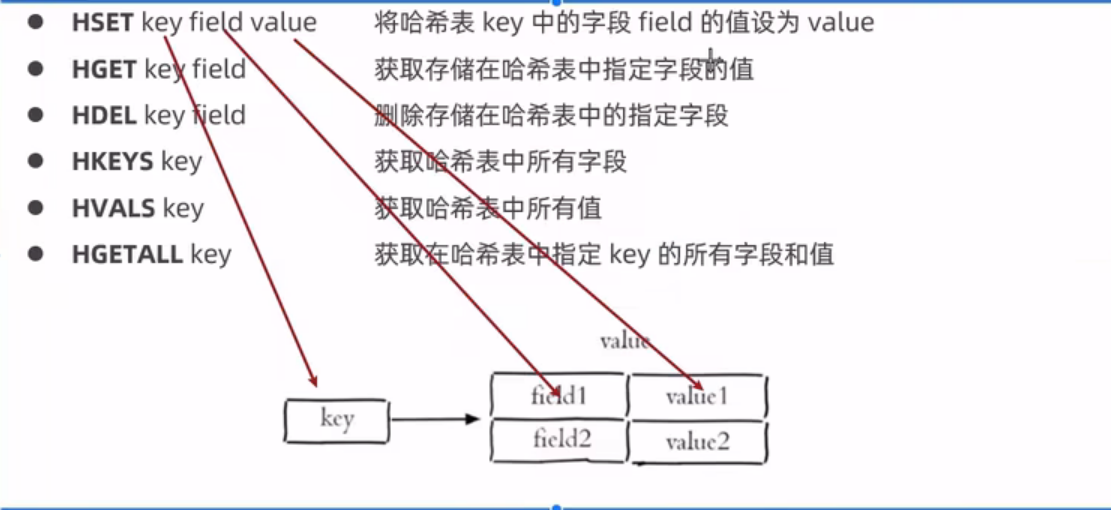 ● HSET key field value 将哈希表 key 中的字段 field 的值设为 value
● HGET key field 获取存储在哈希表中指定字段的值
● HDEL key field 删除存储在哈希表中的指定字段
● HKEYS key 获取哈希表中所有字段
● HVALS key 获取哈希表中所有值
● HGETALL key 获取在哈希表中指定 key 的所有字段和值
value
field1 value1
key
field2 value2